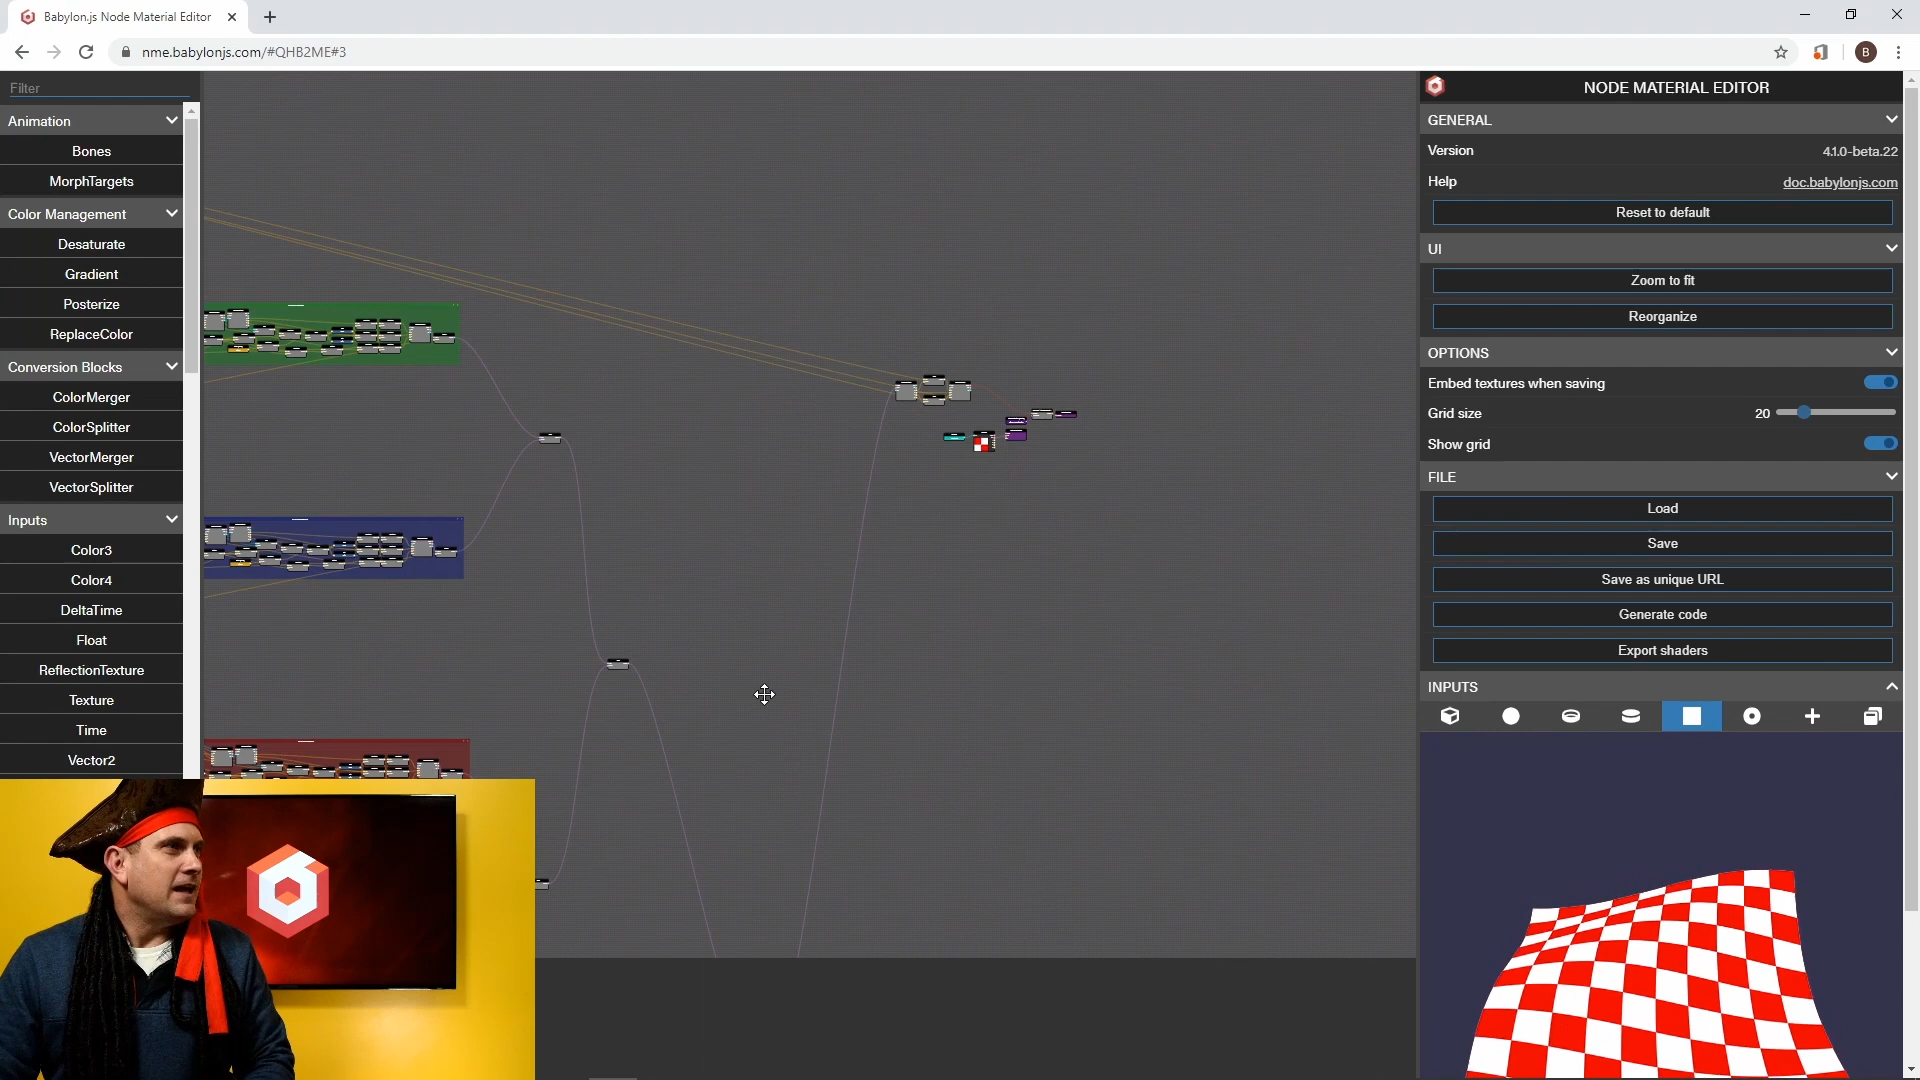 Babylon.js Node Material Editor
nme.babylonjs.com/#QHB2ME#3
B
Filter
Animation
Bones
MorphTargets
Color Management
Desaturate
Gradient
Posterize
ReplaceColor
Conversion Blocks
ColorMerger
ColorSplitter
VectorMerger
VectorSplitter
Inputs
Color3
Color4
DeltaTime
Float
ReflectionTexture
Texture
Time
Vector2
NODE MATERIAL EDITOR
GENERAL
Version 4.1.0-beta.22
Help doc.babylonjs.com
Reset to default
UI
Zoom to fit
Reorganize
OPTIONS
Embed textures when saving
Grid size 20
Show grid
FILE
Load
Save
Save as unique URL
Generate code
Export shaders
INPUTS